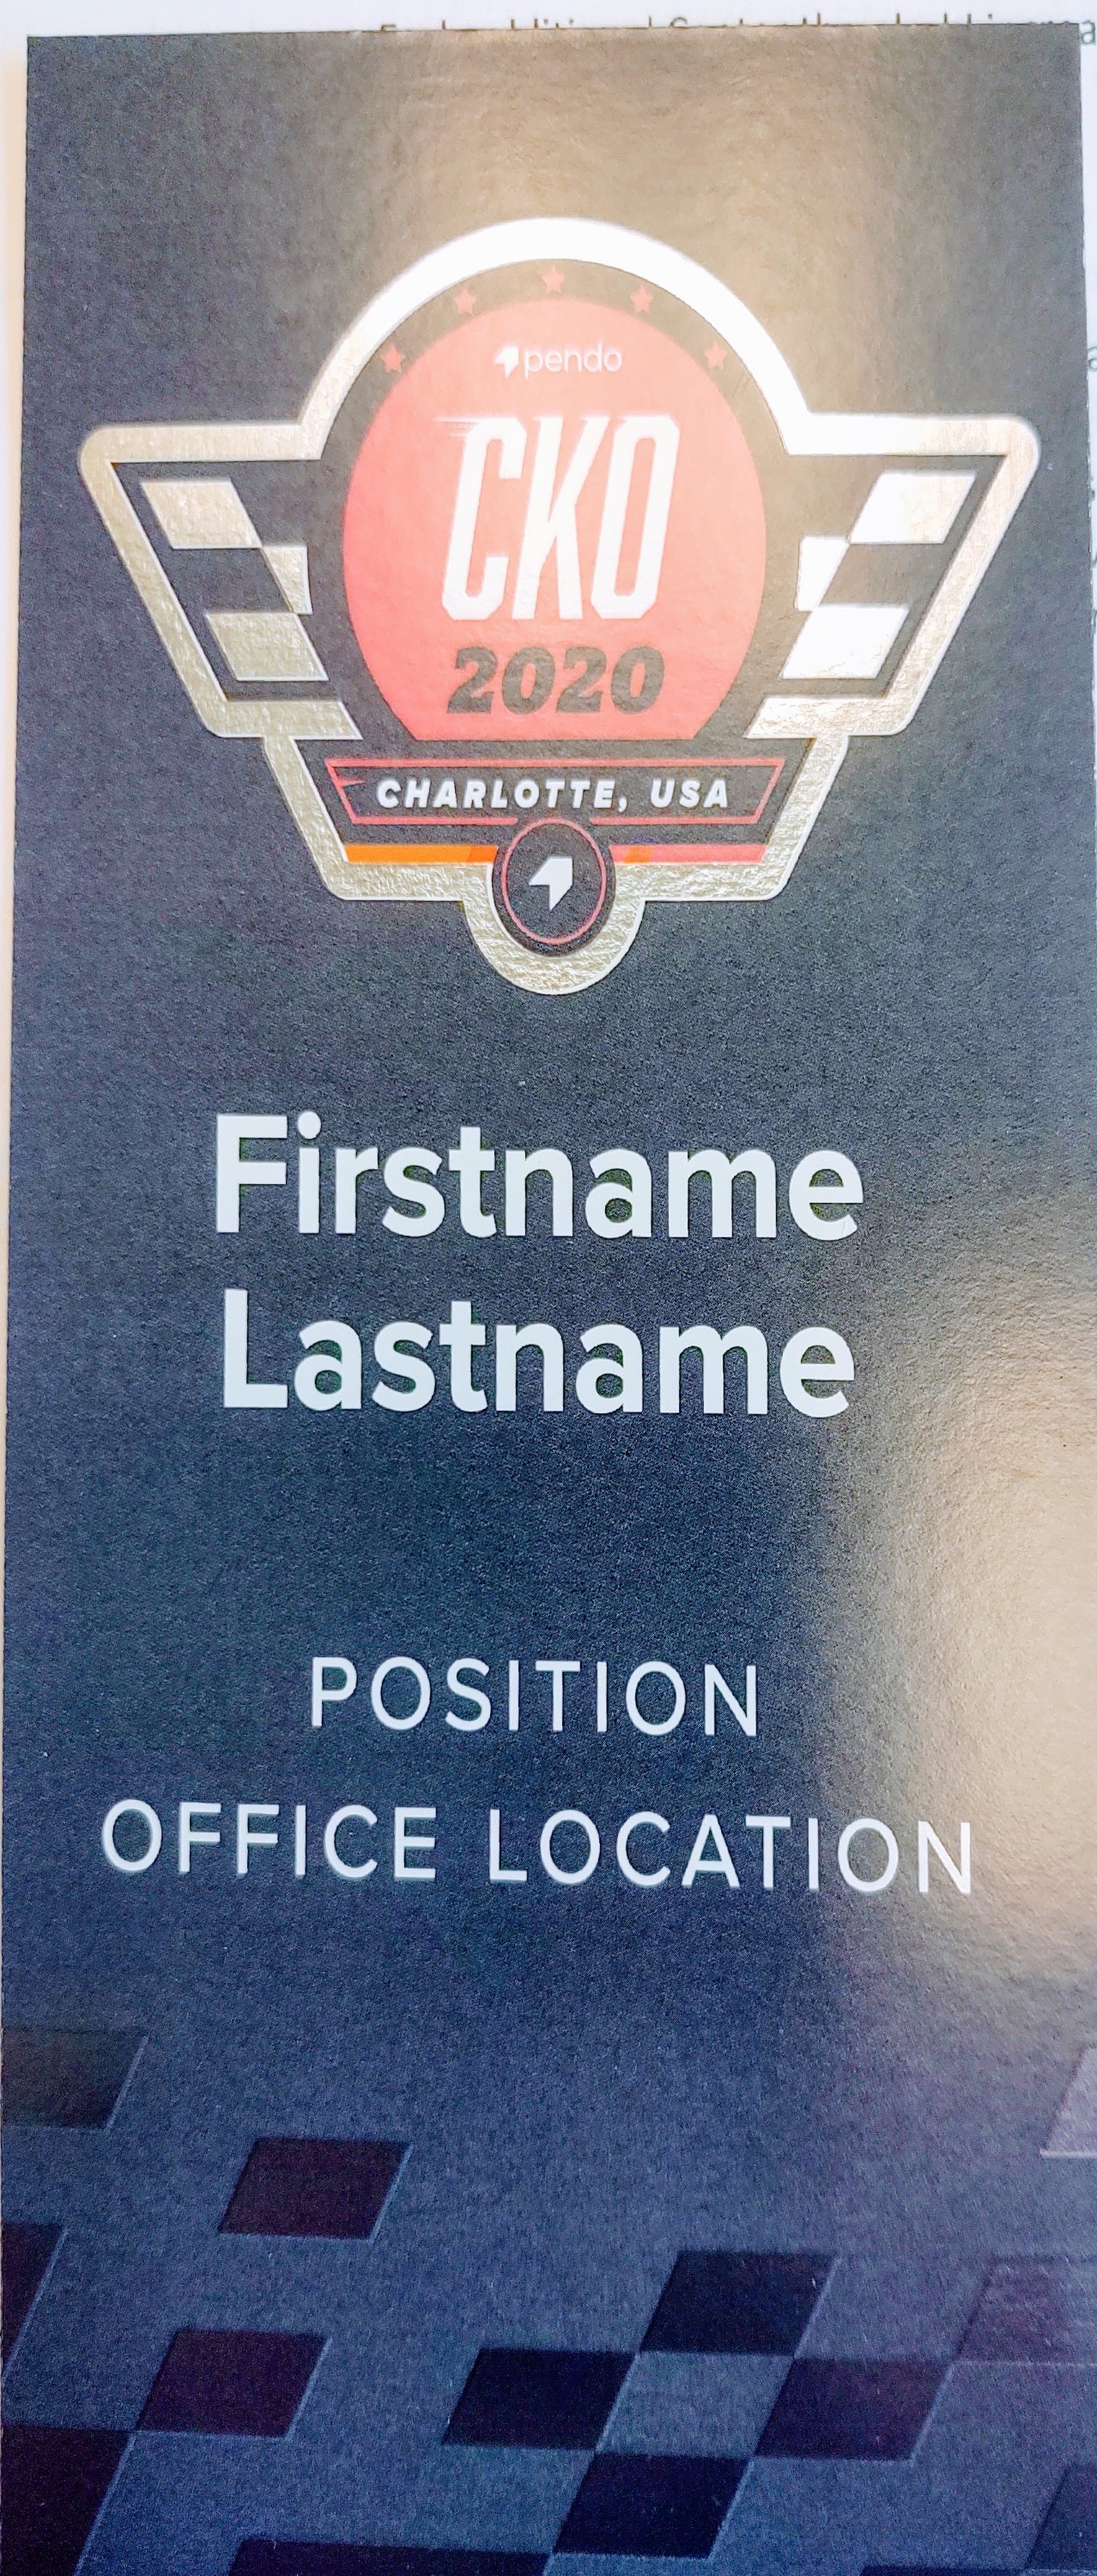 pendo
CKO
2020
CHARLOTTE, USA
Firstname
Lastname
POSITION
OFFICE LOCATION